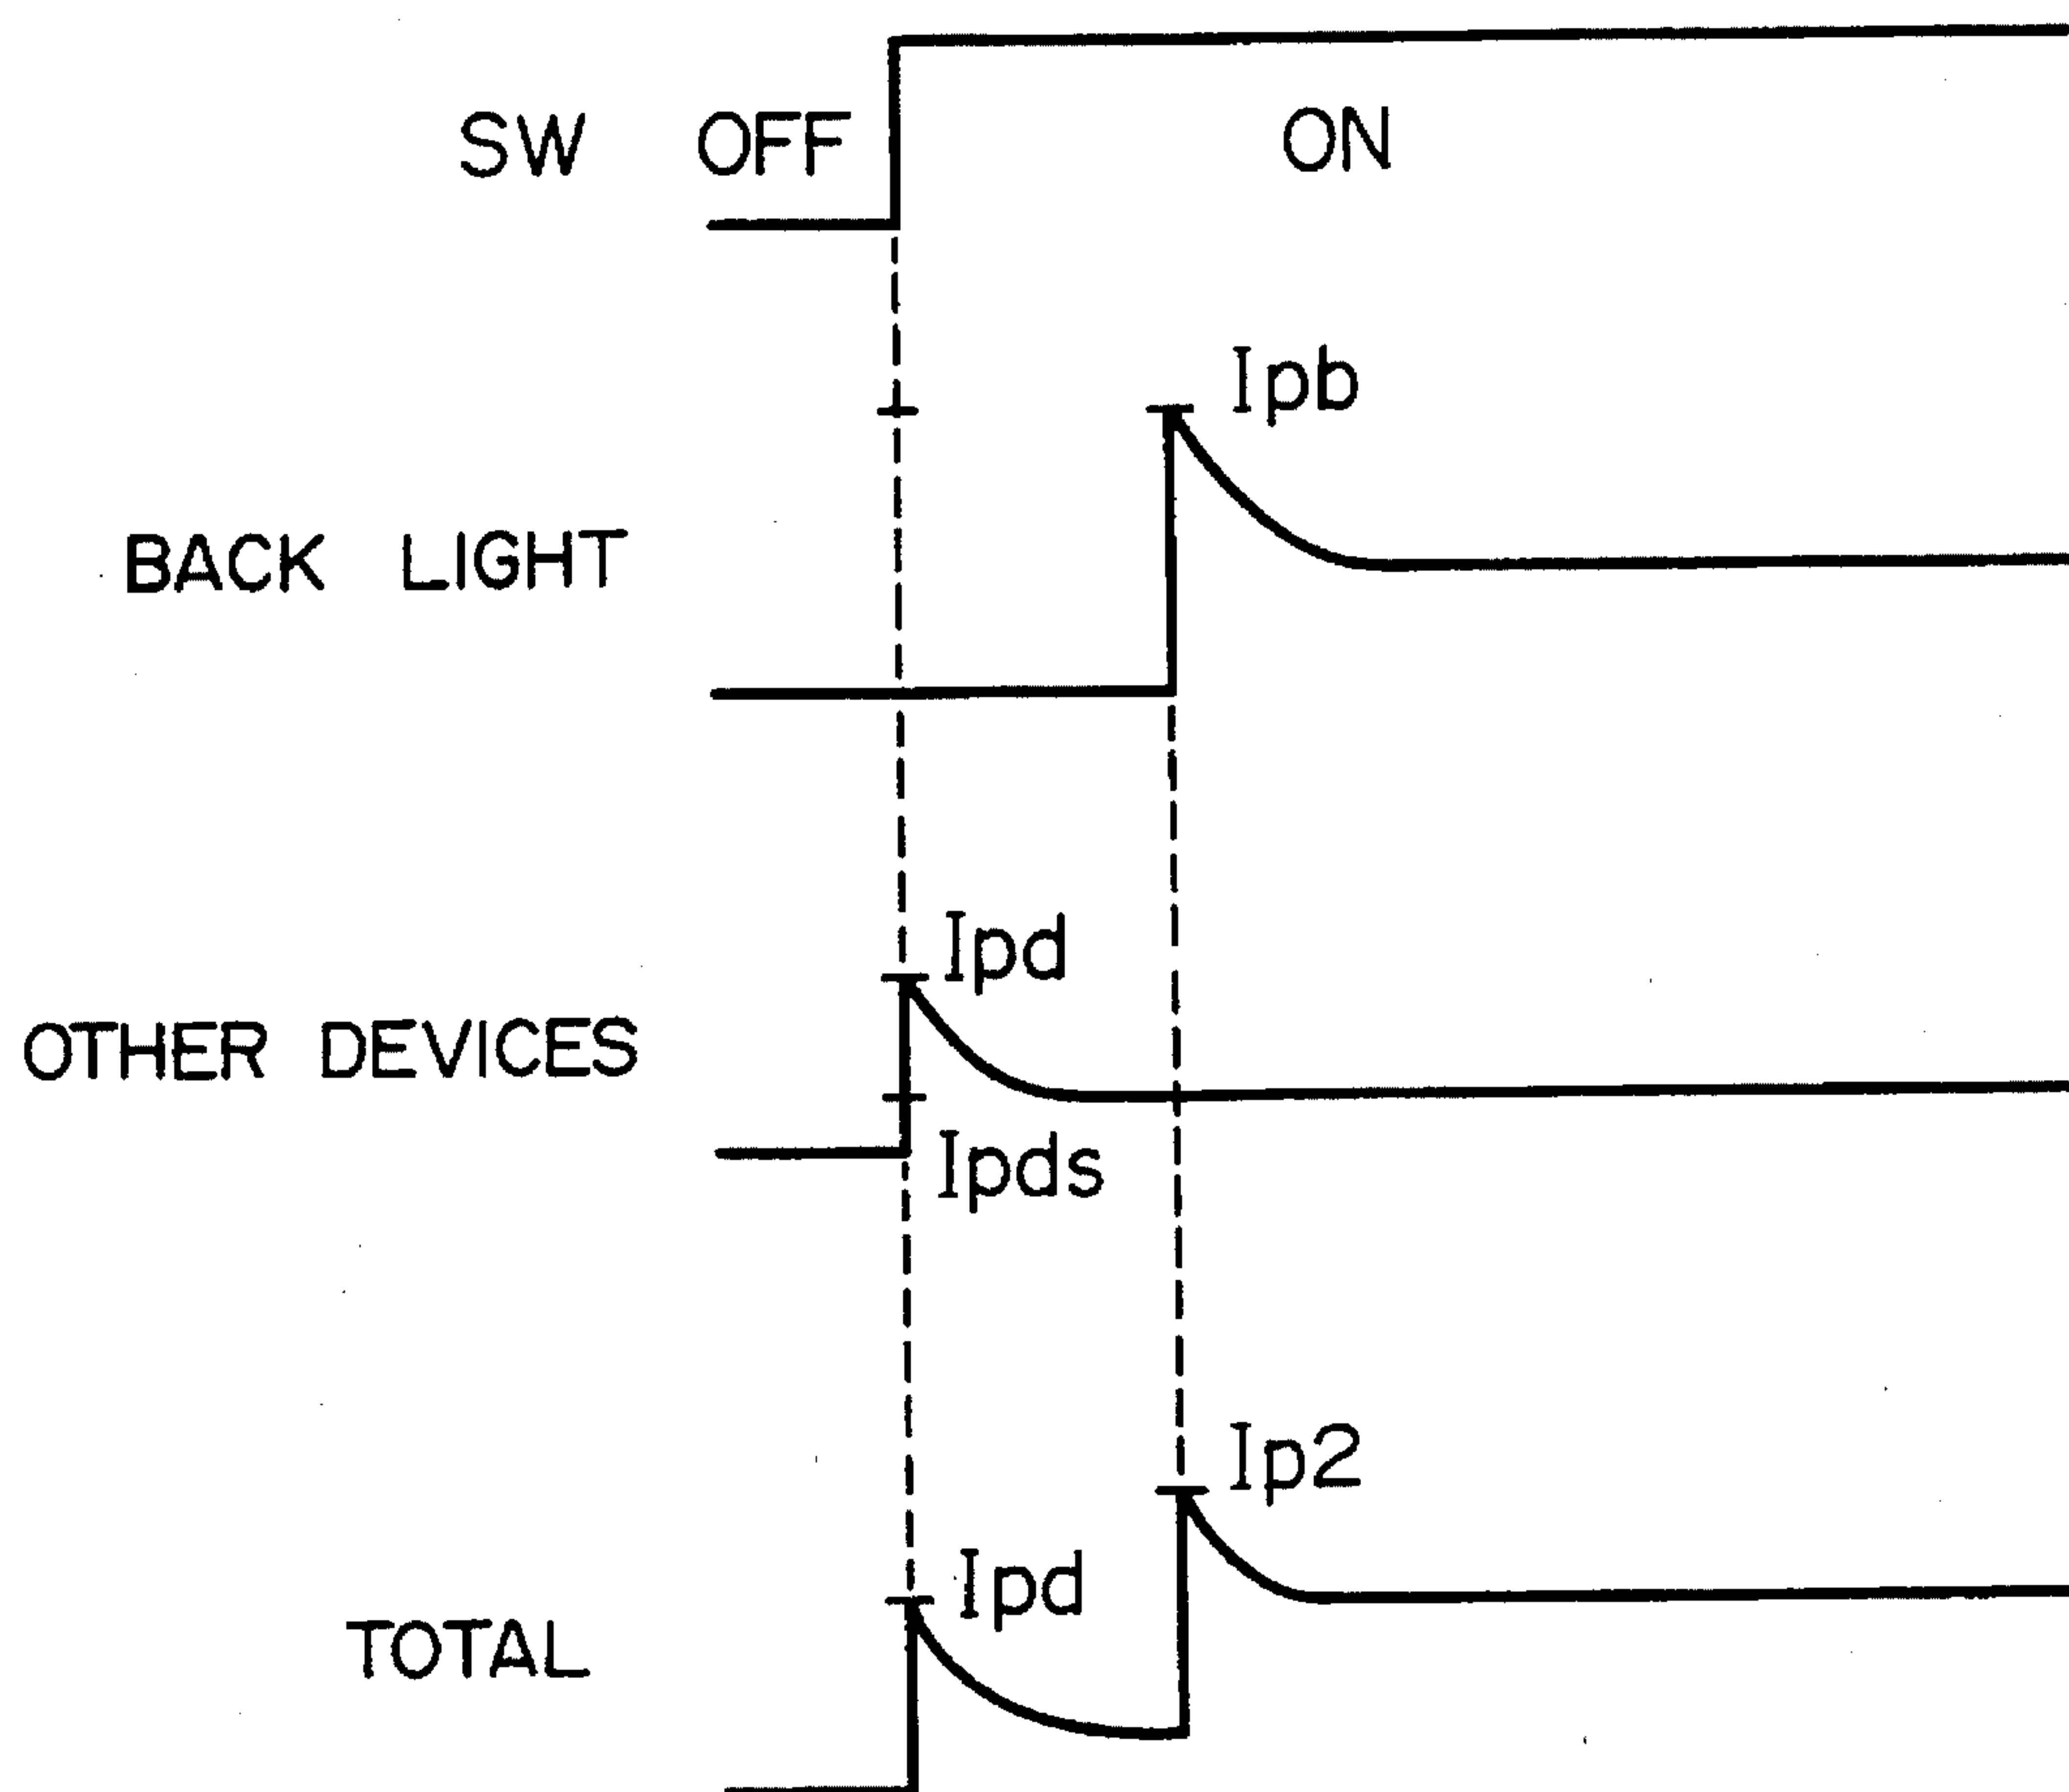 SW OFF ON
Ipb
BACK LIGHT
Ipd
OTHER DEVICES
Ipds
Ip2
Ipd
TOTAL